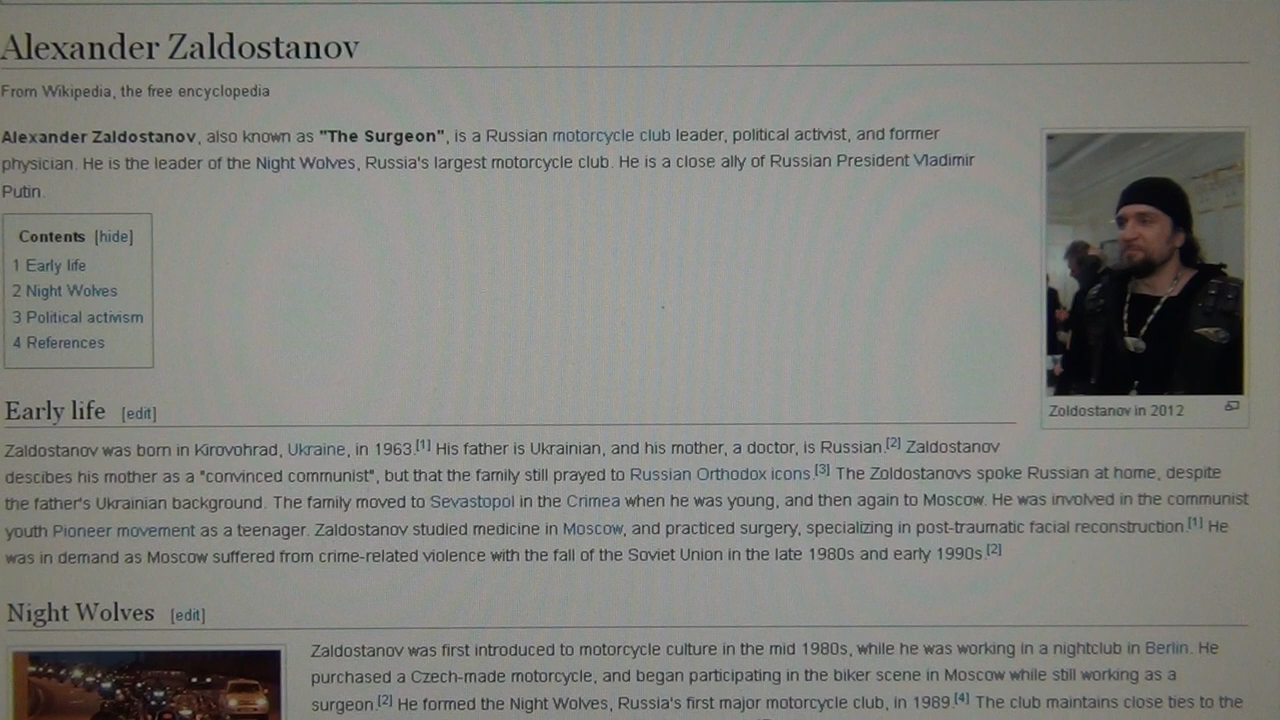 Alexander Zaldostanov
From Wikipedia, the free encyclopedia
Alexander Zaldostanov, also known as "The Surgeon", is a Russian motorcycle club leader, political activist, and former
physician. He is the leader of the Night Wolves, Russia's largest motorcycle club. He is a close ally of Russian President Vladimir
Putin.
Contents [hide]
1 Early life
2 Night Wolves
3 Political activism
4 References
Zoldostanov in 2012
Early life [edit]
Zaldostanov was born in Kirovohrad, Ukraine, in 1963.[1] His father is Ukrainian, and his mother, a doctor, is Russian.[2] Zaldostanov
descibes his mother as a "convinced communist", but that the family still prayed to Russian Orthodox icons.[3] The Zoldostanovs spoke Russian at home, despite
the father's Ukrainian background. The family moved to Sevastopol in the Crimea when he was young, and then again to Moscow. He was involved in the communist
youth Pioneer movement as a teenager. Zaldostanov studied medicine in Moscow, and practiced surgery, specializing in post-traumatic facial reconstruction.[1] He
was in demand as Moscow suffered from crime-related violence with the fall of the Soviet Union in the late 1980s and early 1990s.[2]
Night Wolves [edit]
Zaldostanov was first introduced to motorcycle culture in the mid 1980s, while he was working in a nightclub in Berlin. He
purchased a Czech-made motorcycle, and began participating in the biker scene in Moscow while still working as a
surgeon.[2] He formed the Night Wolves, Russia's first major motorcycle club, in 1989.[4] The club maintains close ties to the